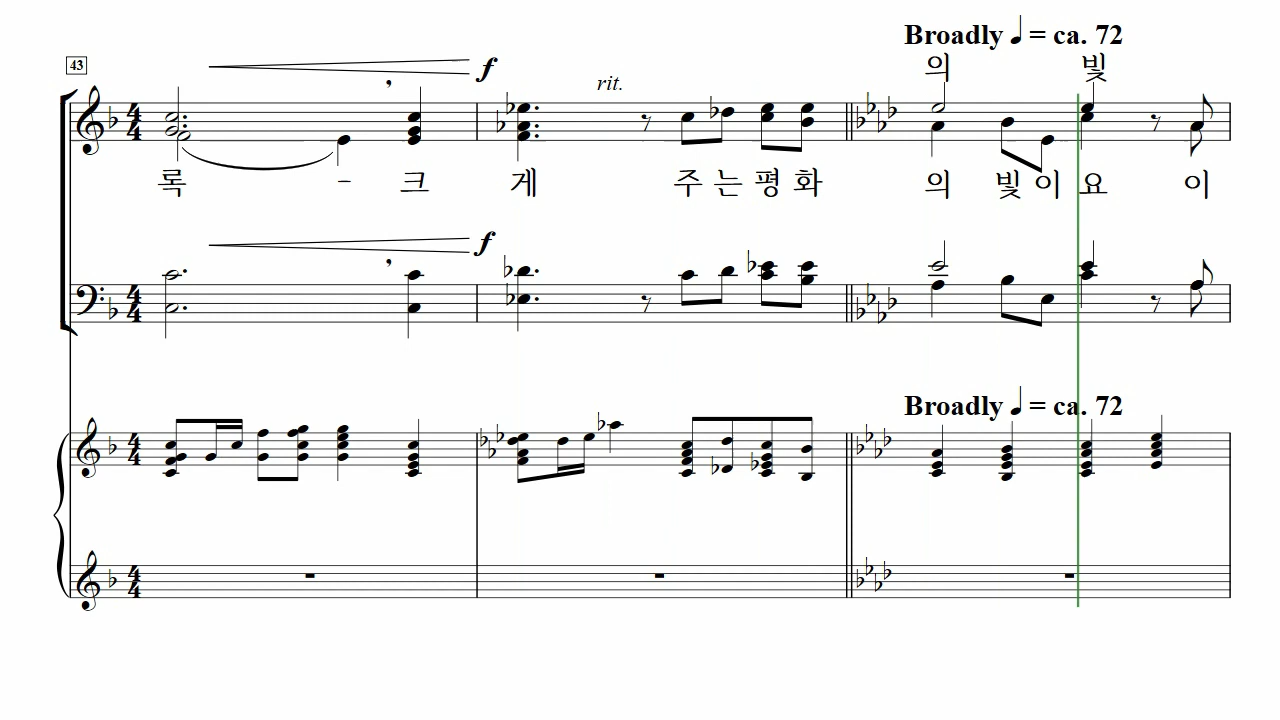 Broadly ♩ = ca. 72
의 빛
43
f
rit.
록 - 크 게 주 는 평 화 의 빛 이 요 이
f
Broadly ♩ = ca. 72